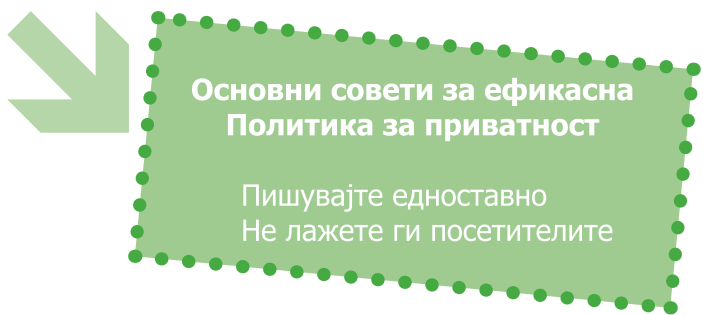 Основни совети за ефикасна
Политика за приватност
Пишувајте едноставно
Не лажете ги посетителите